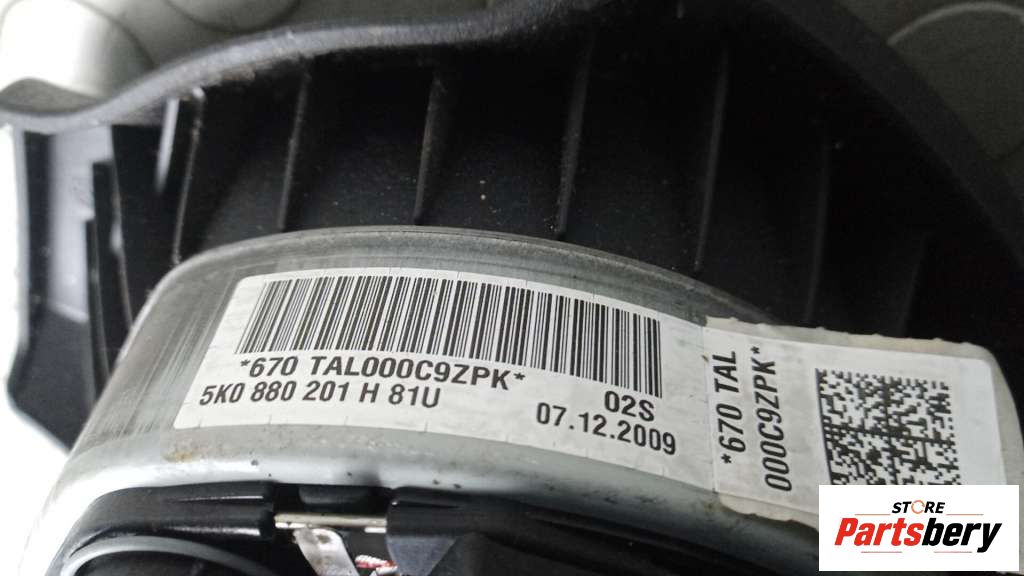 *670 TAL000C9ZPK*
02S
5K0 880 201 H 81U
07.12.2009
*670 TAL
000C9ZPK*
STORE
Partsbery